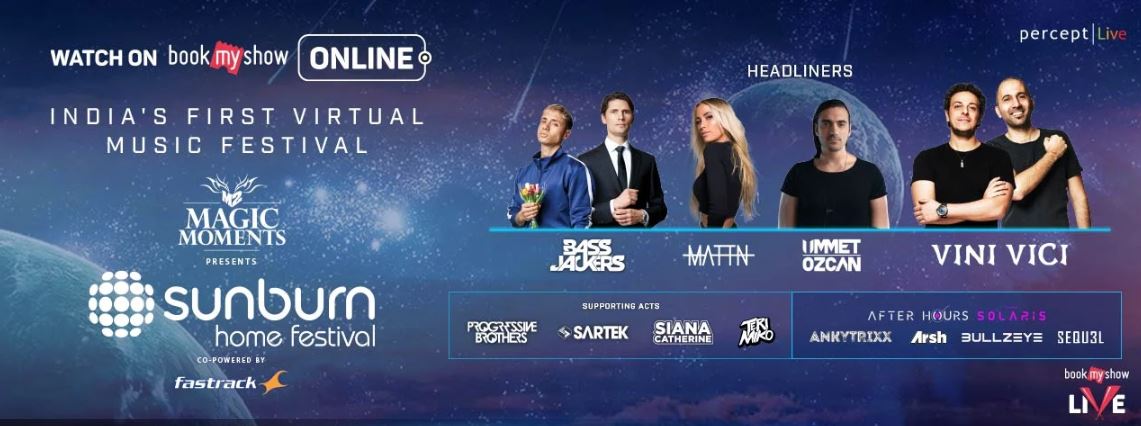 WATCH ON book my show ONLINE
INDIA'S FIRST VIRTUAL
MUSIC FESTIVAL
M2
MAGIC
MOMENTS
PRESENTS
sunburn
home festival
CO-POWERED BY
fastrack
percept Live
HEADLINERS
BASS
JACKERS
MATTN
UMMET
OZCAN
VINI VICI
SUPPORTING ACTS
PROGRESSIVE
BROTHERS
SARTEK
SIANA
CATHERINE
TERI
MIKO
AFTER HOURS SOLARIS
ANKYTRIXX Arsh BULLZEYE SEQU3L
book my show
LIVE